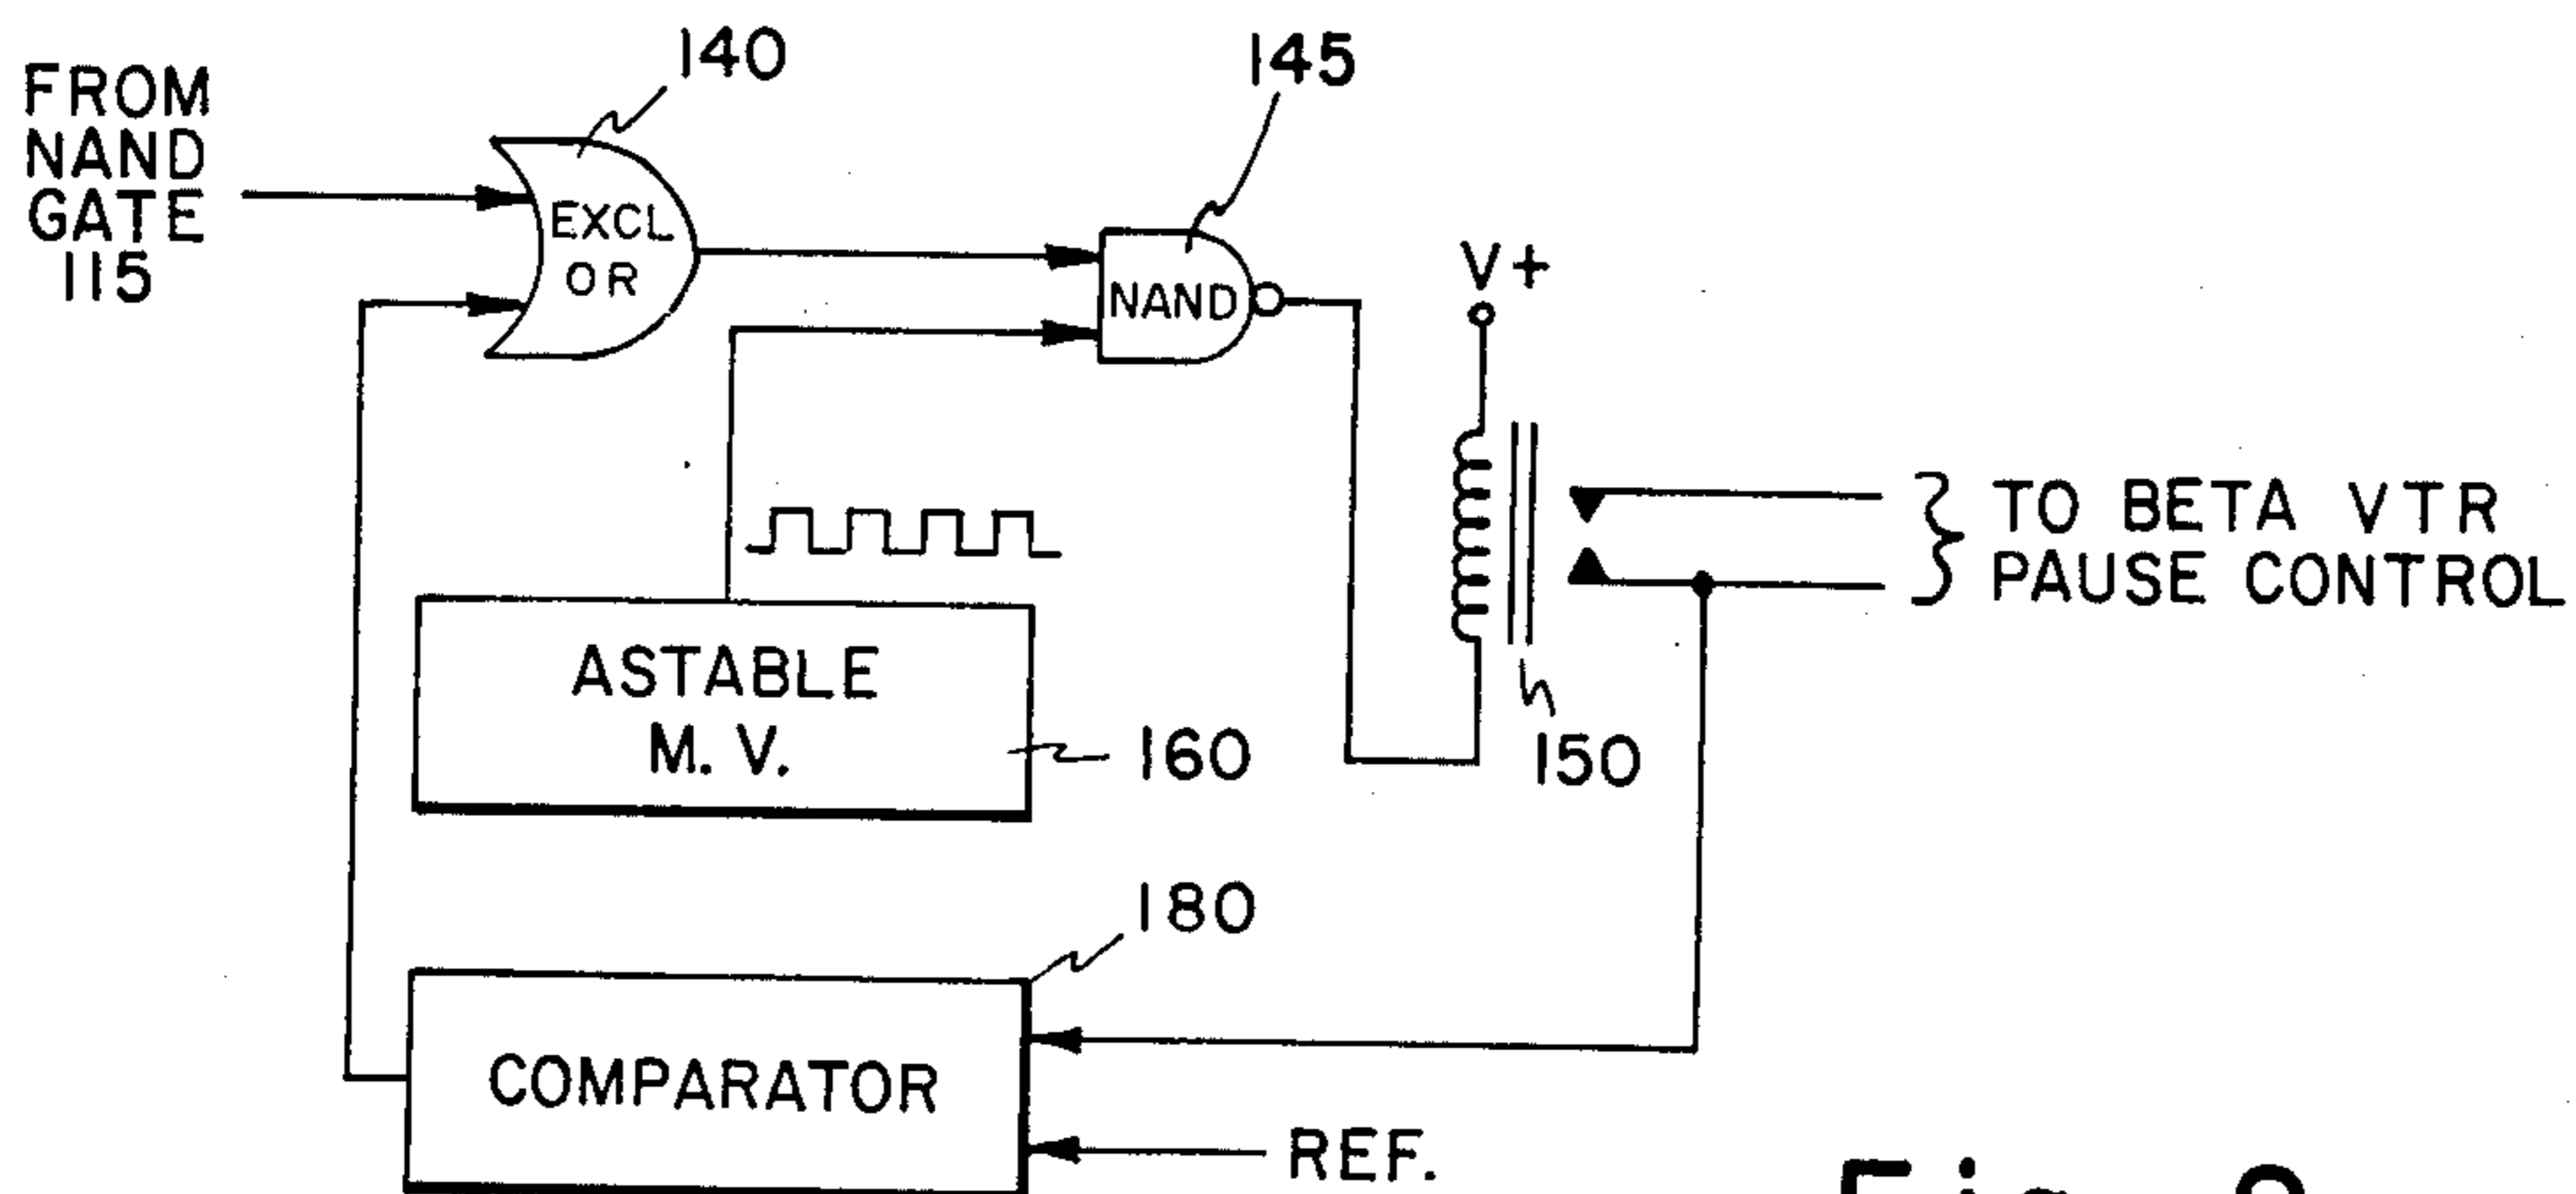 140
145
FROM
NAND
GATE
115
EXCL
OR
NAND
V+
TO BETA VTR
PAUSE CONTROL
ASTABLE
M. V.
160
150
180
COMPARATOR
REF.